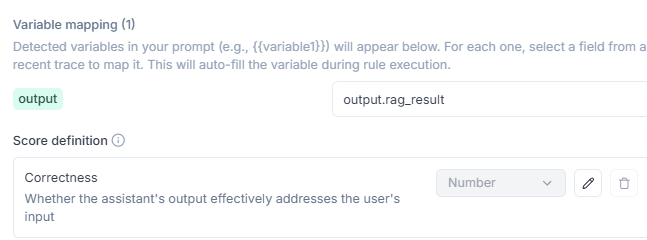 Variable mapping (1)
Detected variables in your prompt (e.g., {{variable1}}) will appear below. For each one, select a field from a
recent trace to map it. This will auto-fill the variable during rule execution.
output
output.rag_result
Score definition
Correctness
Number
Whether the assistant's output effectively addresses the user's
input